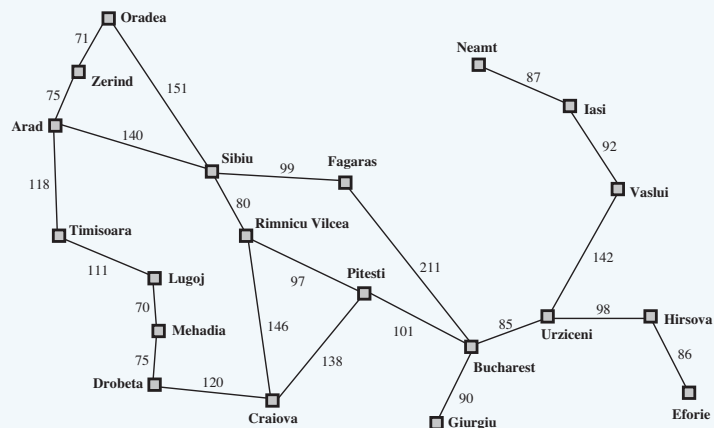 Oradea
71
Neamt
Zerind
87
151
75
Iasi
Arad
140
92
Sibiu
Fagaras
99
118
Vaslui
80
Rimnicu Vilcea
Timisoara
142
111
211
Lugoj
97
Pitesti
70
98
Hirsova
146
85
Mehadia
101
Urziceni
138
86
75
Bucharest
120
Drobeta
90
Craiova
Giurgiu
Eforie